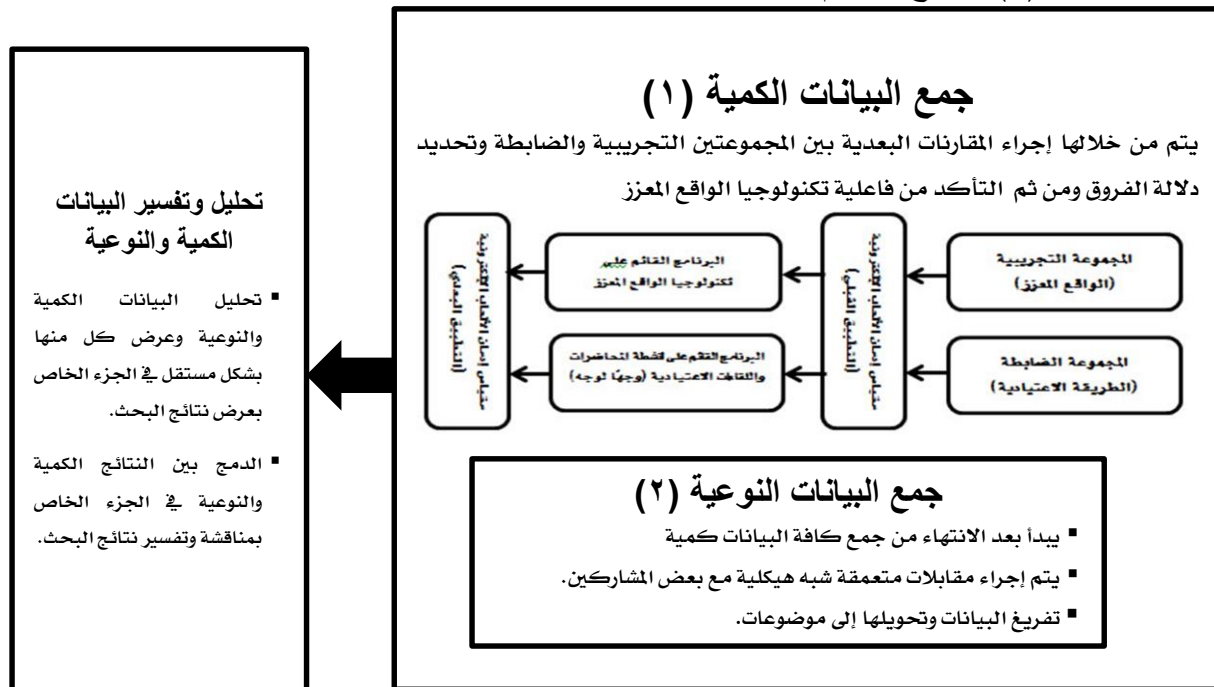 جمع البيانات الكمية (١)
يتم من خلالها إجراء المقارنات البعدية بين المجموعتين التجريبية والضابطة وتحديد
دلالة الفروق ومن ثم التأكد من فاعلية تكنولوجيا الواقع المعزز
المجموعة التجريبية
(الواقع المعزز)
المجموعة الضابطة
(الطريقة الاعتيادية)
مقياس إدمان الألعاب الإلكترونية
(التطبيق القبلي)
البرنامج القائم على
تكنولوجيا الواقع المعزز
البرنامج القائم على أنشطة المحاضرات
واللقاءات الاعتيادية (وجهًا لوجه)
مقياس إدمان الألعاب الإلكترونية
(التطبيق البعدي)
جمع البيانات النوعية (٢)
▪ يبدأ بعد الانتهاء من جمع كافة البيانات كمية
▪ يتم إجراء مقابلات متعمقة شبه هيكلية مع بعض المشاركين.
▪ تفريغ البيانات وتحويلها إلى موضوعات.
تحليل وتفسير البيانات
الكمية والنوعية
▪ تحليل البيانات الكمية
والنوعية وعرض كل منها
بشكل مستقل في الجزء الخاص
بعرض نتائج البحث.
▪ الدمج بين النتائج الكمية
والنوعية في الجزء الخاص
بمناقشة وتفسير نتائج البحث.